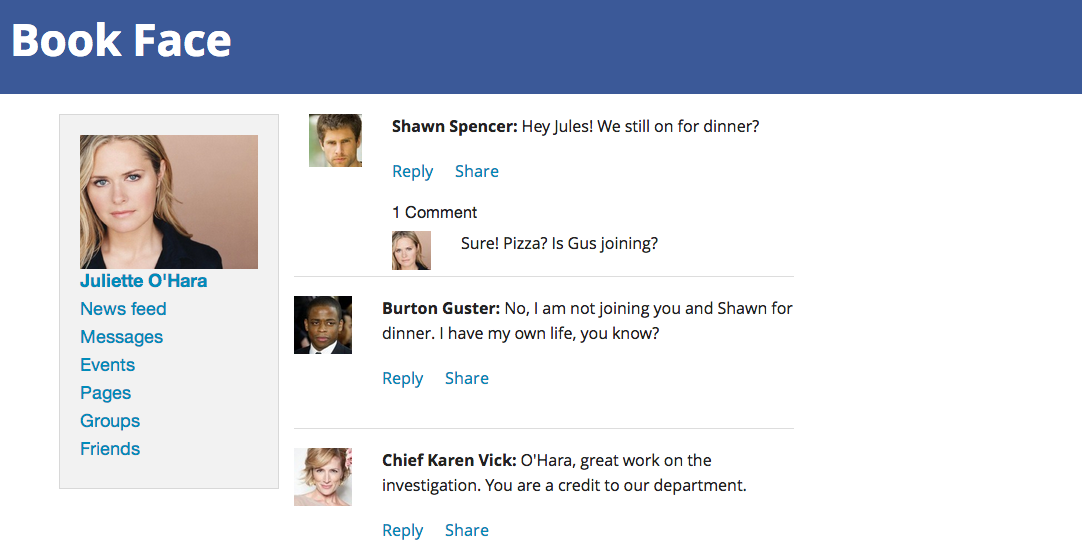 Book Face
Juliette O'Hara
News feed
Messages
Events
Pages
Groups
Friends
Shawn Spencer: Hey Jules! We still on for dinner?
Reply Share
1 Comment
Sure! Pizza? Is Gus joining?
Burton Guster: No, I am not joining you and Shawn for
dinner. I have my own life, you know?
Reply Share
Chief Karen Vick: O'Hara, great work on the
investigation. You are a credit to our department.
Reply Share